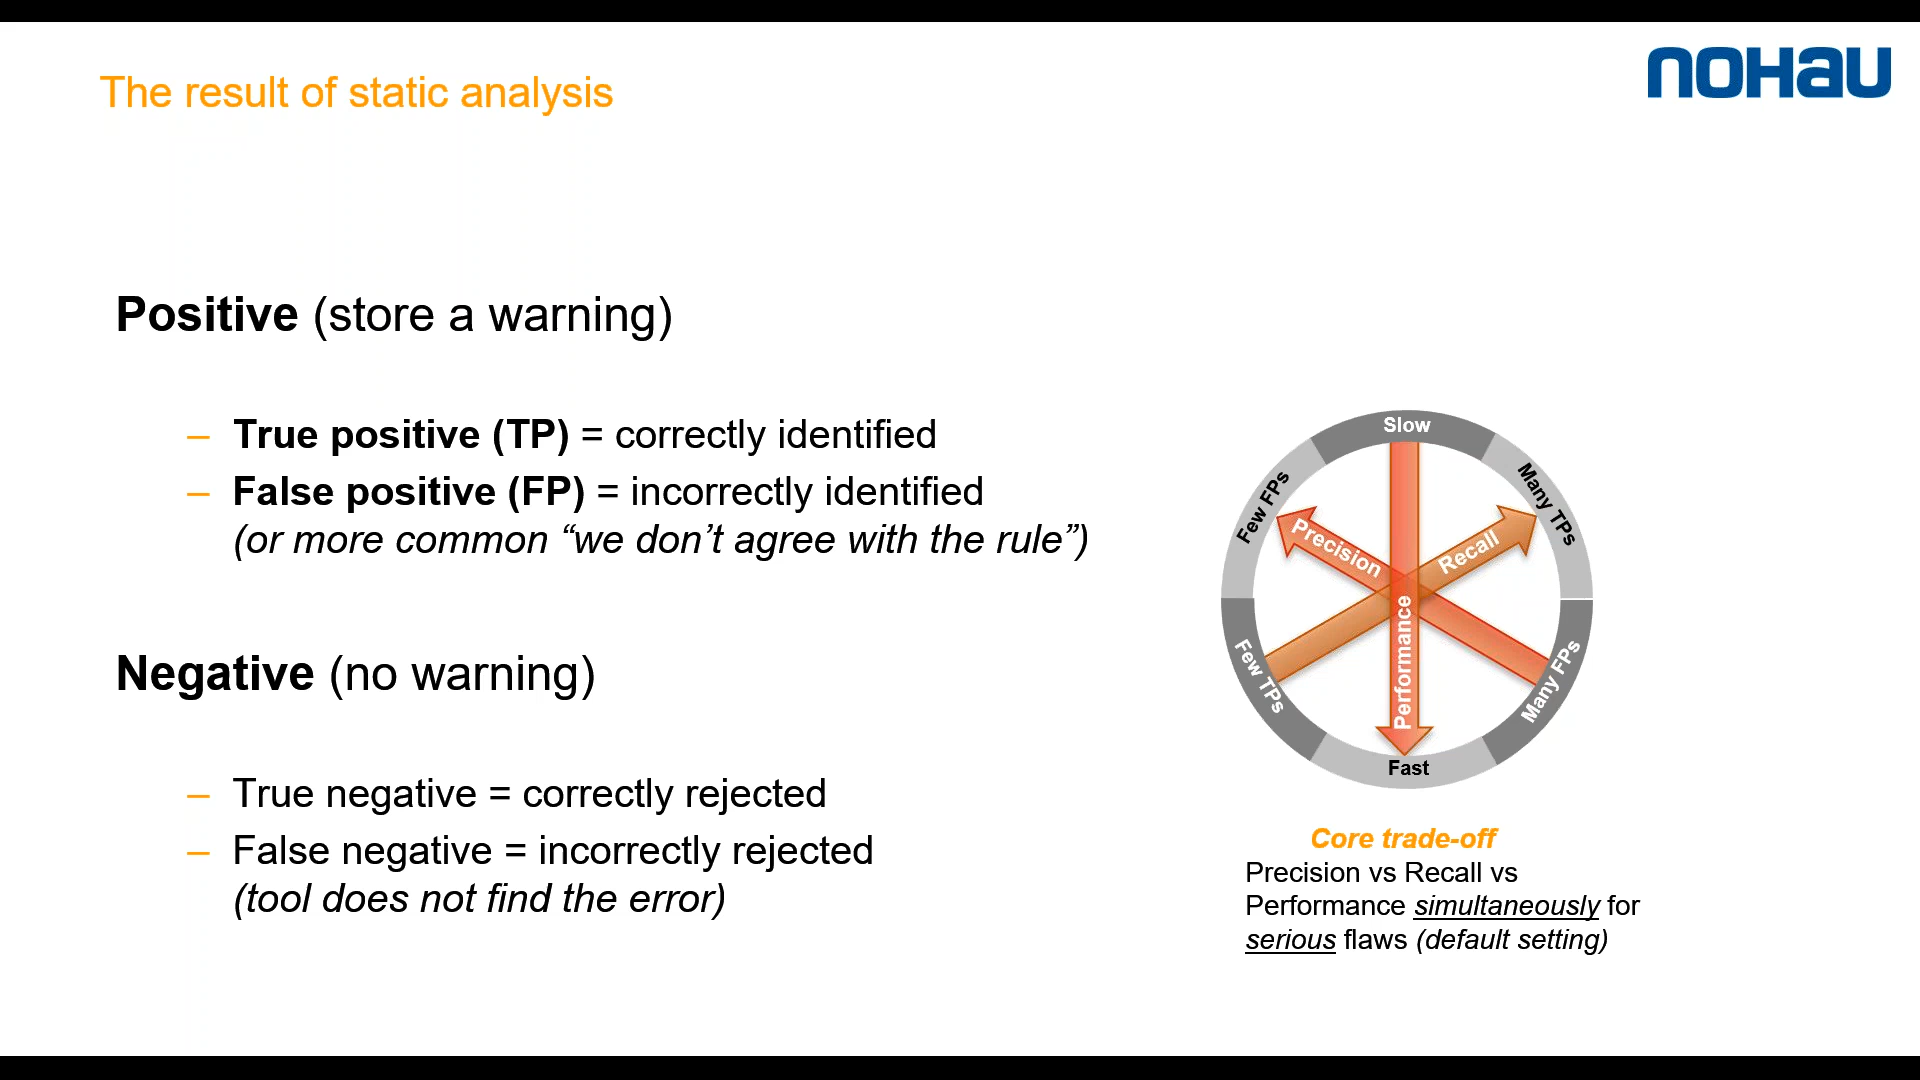 The result of static analysis
noHau
Positive (store a warning)
– True positive (TP) = correctly identified
– False positive (FP) = incorrectly identified
(or more common “we don’t agree with the rule”)
Negative (no warning)
– True negative = correctly rejected
– False negative = incorrectly rejected
(tool does not find the error)
Slow
Few FPs
Many TPs
Precision
Recall
Performance
Few TPs
Many FPs
Fast
Core trade-off
Precision vs Recall vs
Performance simultaneously for
serious flaws (default setting)